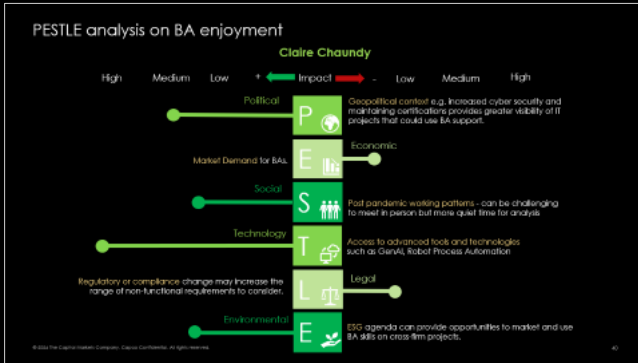 PESTLE analysis on BA enjoyment
Claire Chaundy
High Medium Low + Impact - Low Medium High
Political
P
Geopolitical context e.g. increased cyber security and
maintaining certifications provides greater visibility of IT
projects that could use BA support.
Market Demand for BAs.
E
Economic
Social
S
Post pandemic working patterns - can be challenging
to meet in person but more quiet time for analysis
Technology
T
Access to advanced tools and technologies
such as GenAI, Robot Process Automation
Regulatory or compliance change may increase the
range of non-functional requirements to consider.
L
Legal
Environmental
E
ESG agenda can provide opportunities to market and use
BA skills on cross-firm projects.
40